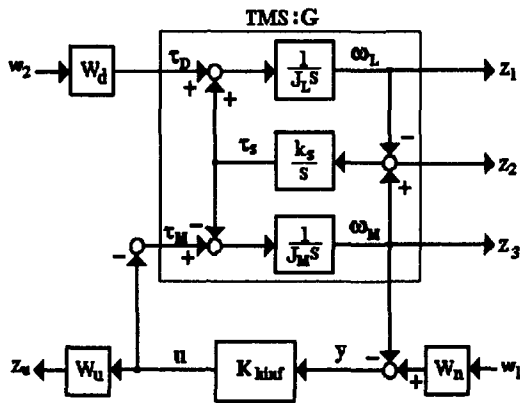 TMS:G
w₂
W_d
τ_D
+
+
1
J_L s
ω_L
z₁
τ_s
k_s
s
-
+
z₂
τ_M
-
+
-
1
J_M s
ω_M
z₃
z_u
W_u
u
K_hinf
y
-
+
W_n
w₁